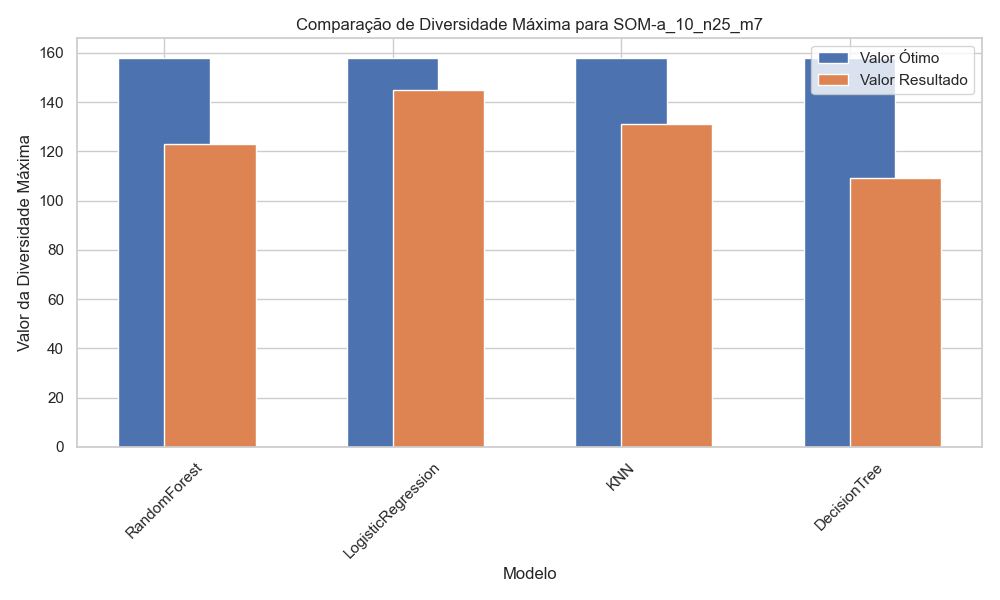 Comparação de Diversidade Máxima para SOM-a_10_n25_m7
Valor Ótimo
Valor Resultado
Valor da Diversidade Máxima
160
140
120
100
80
60
40
20
0
RandomForest
LogisticRegression
KNN
DecisionTree
Modelo